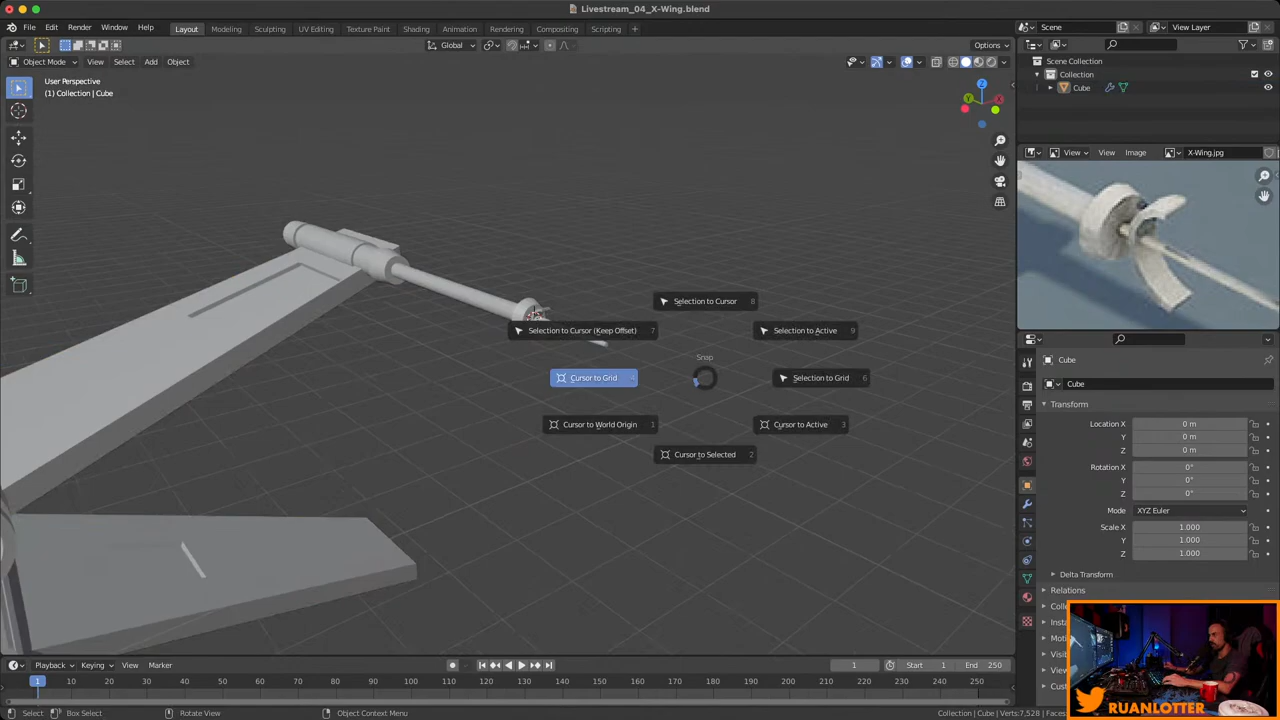 Livestream_04_X-Wing.blend
File Edit Render Window Help
Layout Modeling Sculpting UV Editing Texture Paint Shading Animation Rendering Compositing Scripting +
Scene
View Layer
Global
Options
Object Mode View Select Add Object
User Perspective
(1) Collection | Cube
Z
Y
X
Scene Collection
Collection
Cube
View View Image X-Wing.jpg
Selection to Cursor 8
Selection to Cursor (Keep Offset) 7
Selection to Active 9
Snap
Cursor to Grid 4
Selection to Grid 6
Cursor to World Origin 1
Cursor to Active 3
Cursor to Selected 2
Cube
Cube
Transform
Location X 0 m
Y 0 m
Z 0 m
Rotation X 0°
Y 0°
Z 0°
Mode XYZ Euler
Scale X 1.000
Y 1.000
Z 1.000
Delta Transform
Relations
Playback Keying View Marker
1 Start 1 End 250
1 10 20 30 40 50 60 70 80 90 100 110 120 130 140 150 160 170 180 190 200 210 220 230 240 250
Select Box Select Rotate View Object Context Menu
Collection | Cube Verts:7,528
RUANLOTTER